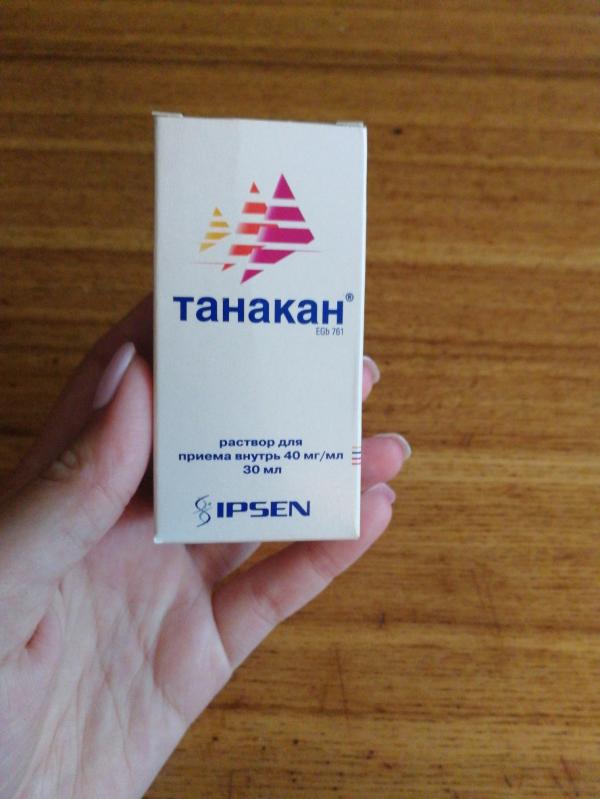 танакан®
EGb 761
раствор для
приема внутрь 40 мг/мл
30 мл
IPSEN